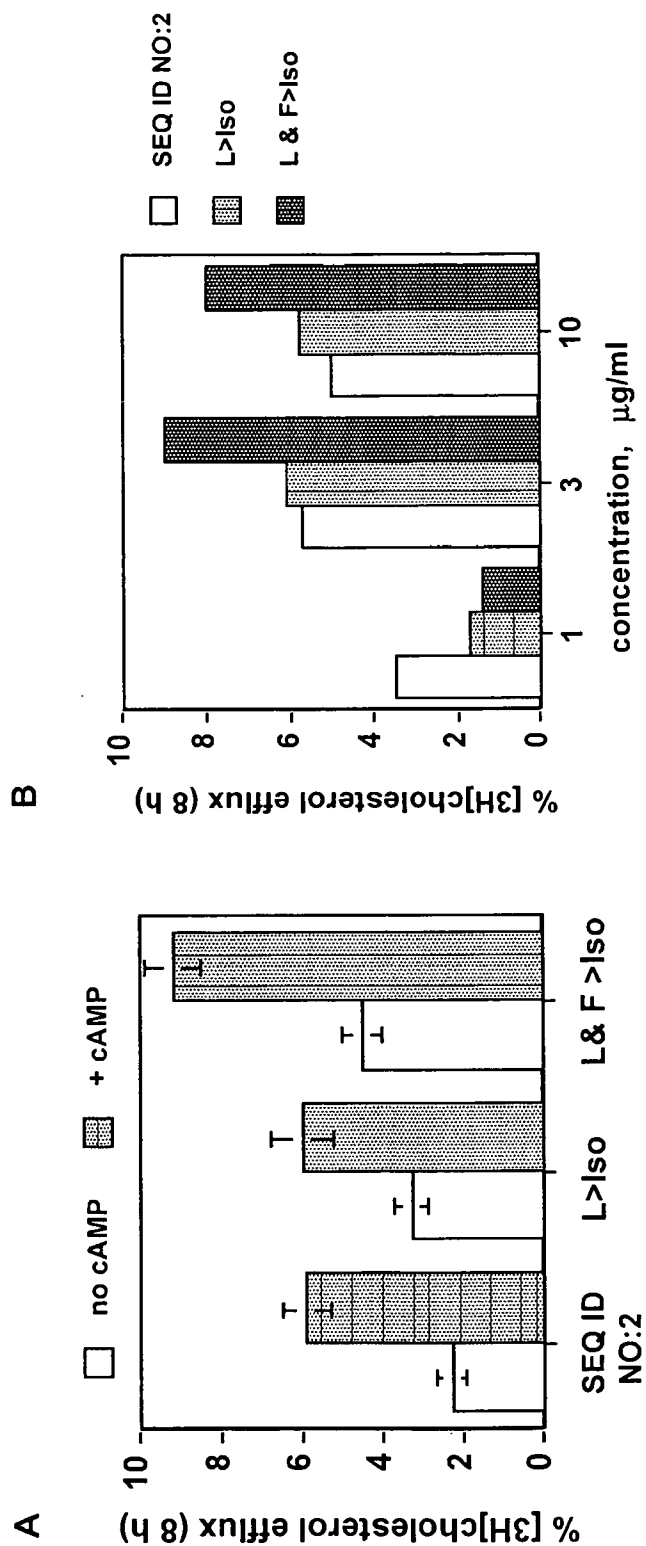 A
no cAMP
+ cAMP
% [3H]cholesterol efflux (8 h)
10
8
6
4
2
0
SEQ ID
NO:2
L>Iso
L& F >Iso
B
SEQ ID NO:2
L>Iso
L & F>Iso
% [3H]cholesterol efflux (8 h)
10
8
6
4
2
0
1
3
10
concentration, µg/ml